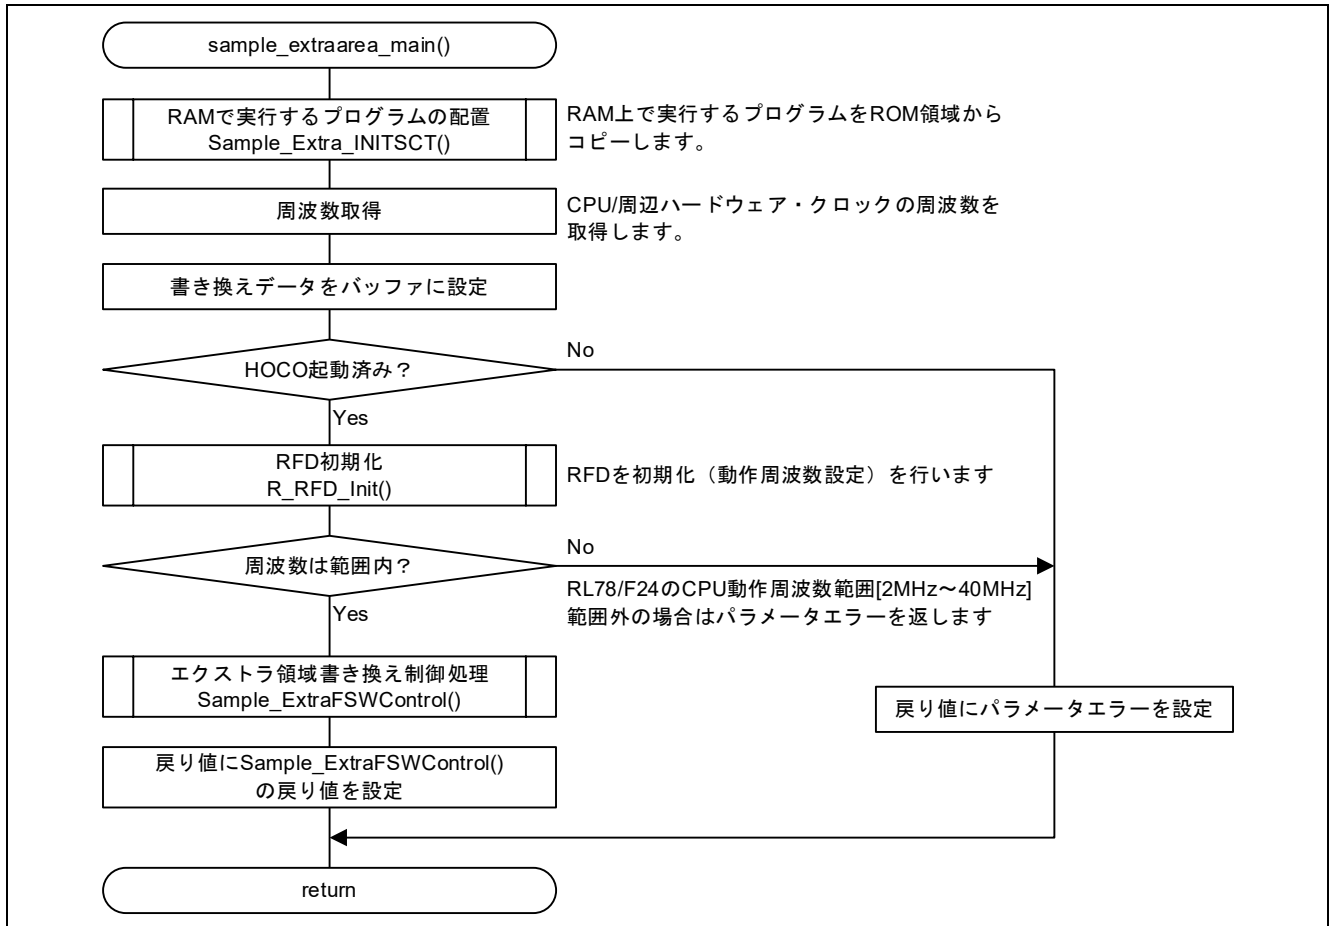 sample_extraarea_main()
RAMで実行するプログラムの配置
Sample_Extra_INITSCT()
RAM上で実行するプログラムをROM領域から
コピーします。
周波数取得
CPU/周辺ハードウェア・クロックの周波数を
取得します。
書き換えデータをバッファに設定
HOCO起動済み？
No
Yes
RFD初期化
R_RFD_Init()
RFDを初期化（動作周波数設定）を行います
周波数は範囲内？
No
RL78/F24のCPU動作周波数範囲[2MHz～40MHz]
範囲外の場合はパラメータエラーを返します
Yes
エクストラ領域書き換え制御処理
Sample_ExtraFSWControl()
戻り値にパラメータエラーを設定
戻り値にSample_ExtraFSWControl()
の戻り値を設定
return